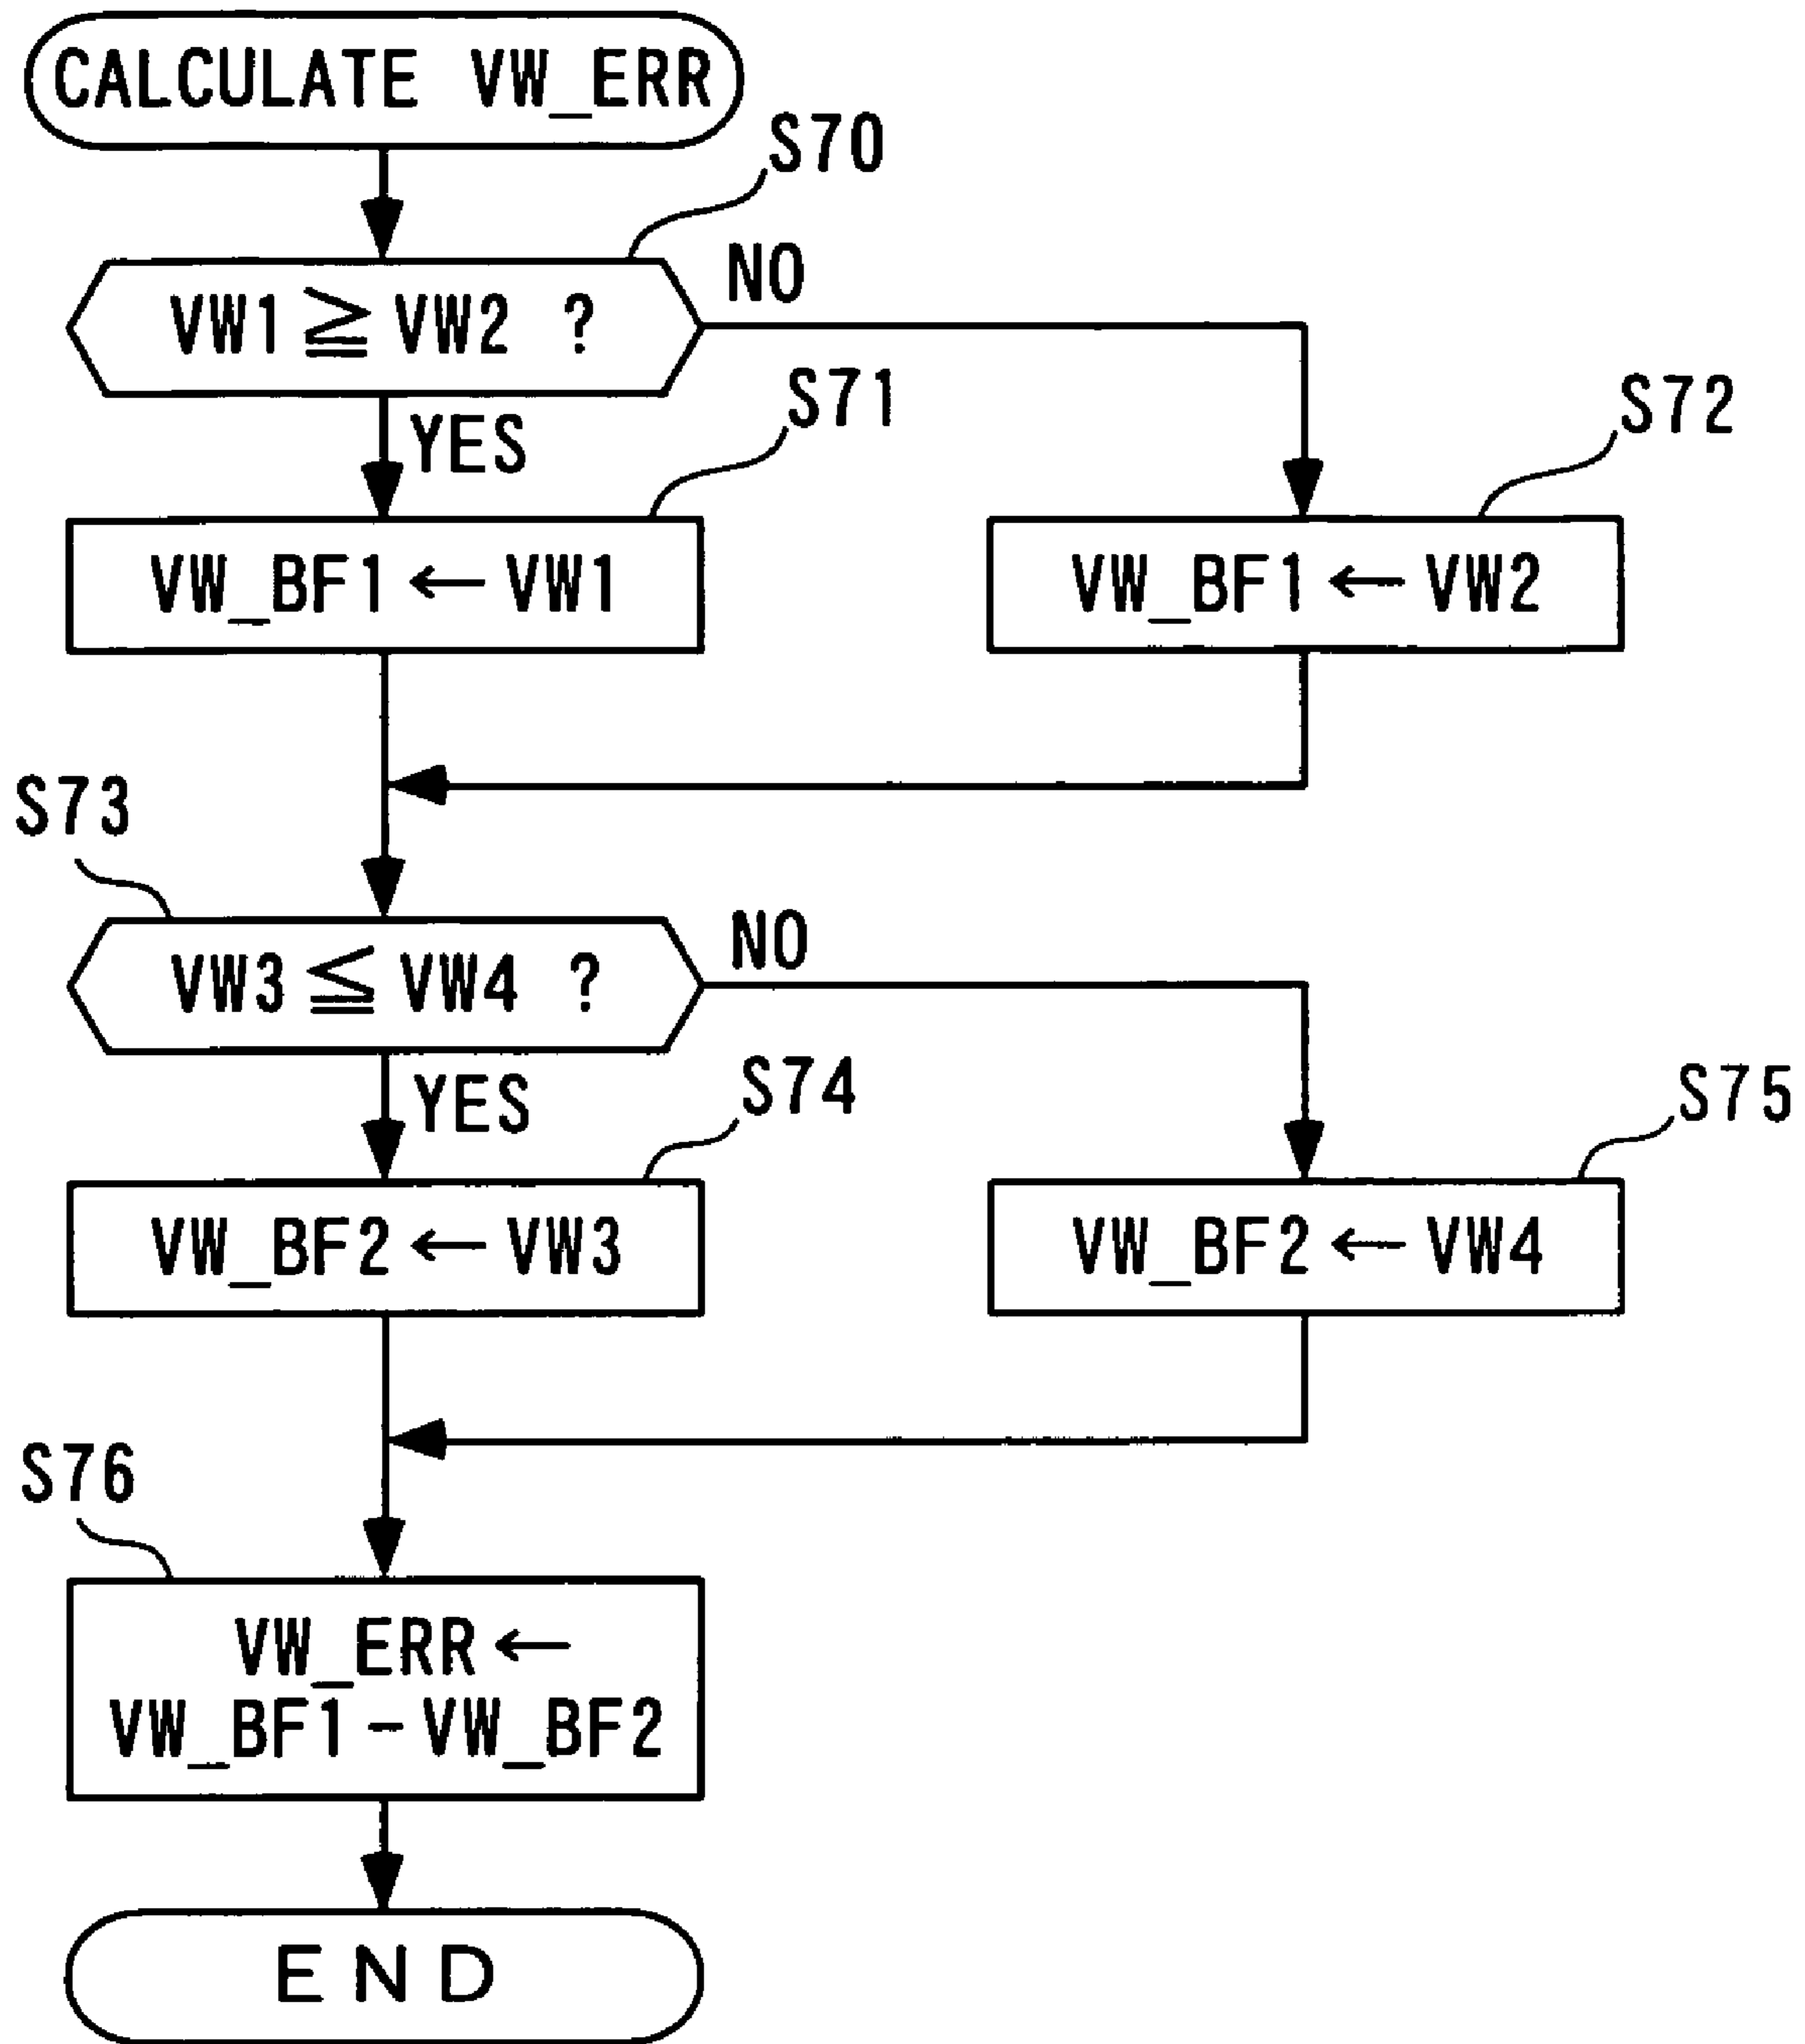 CALCULATE VW_ERR
S70
VW1≧VW2 ?
NO
YES
S71
S72
VW_BF1←VW1
VW_BF1←VW2
S73
VW3≦VW4 ?
NO
YES
S74
S75
VW_BF2←VW3
VW_BF2←VW4
S76
VW_ERR←
VW_BF1-VW_BF2
END